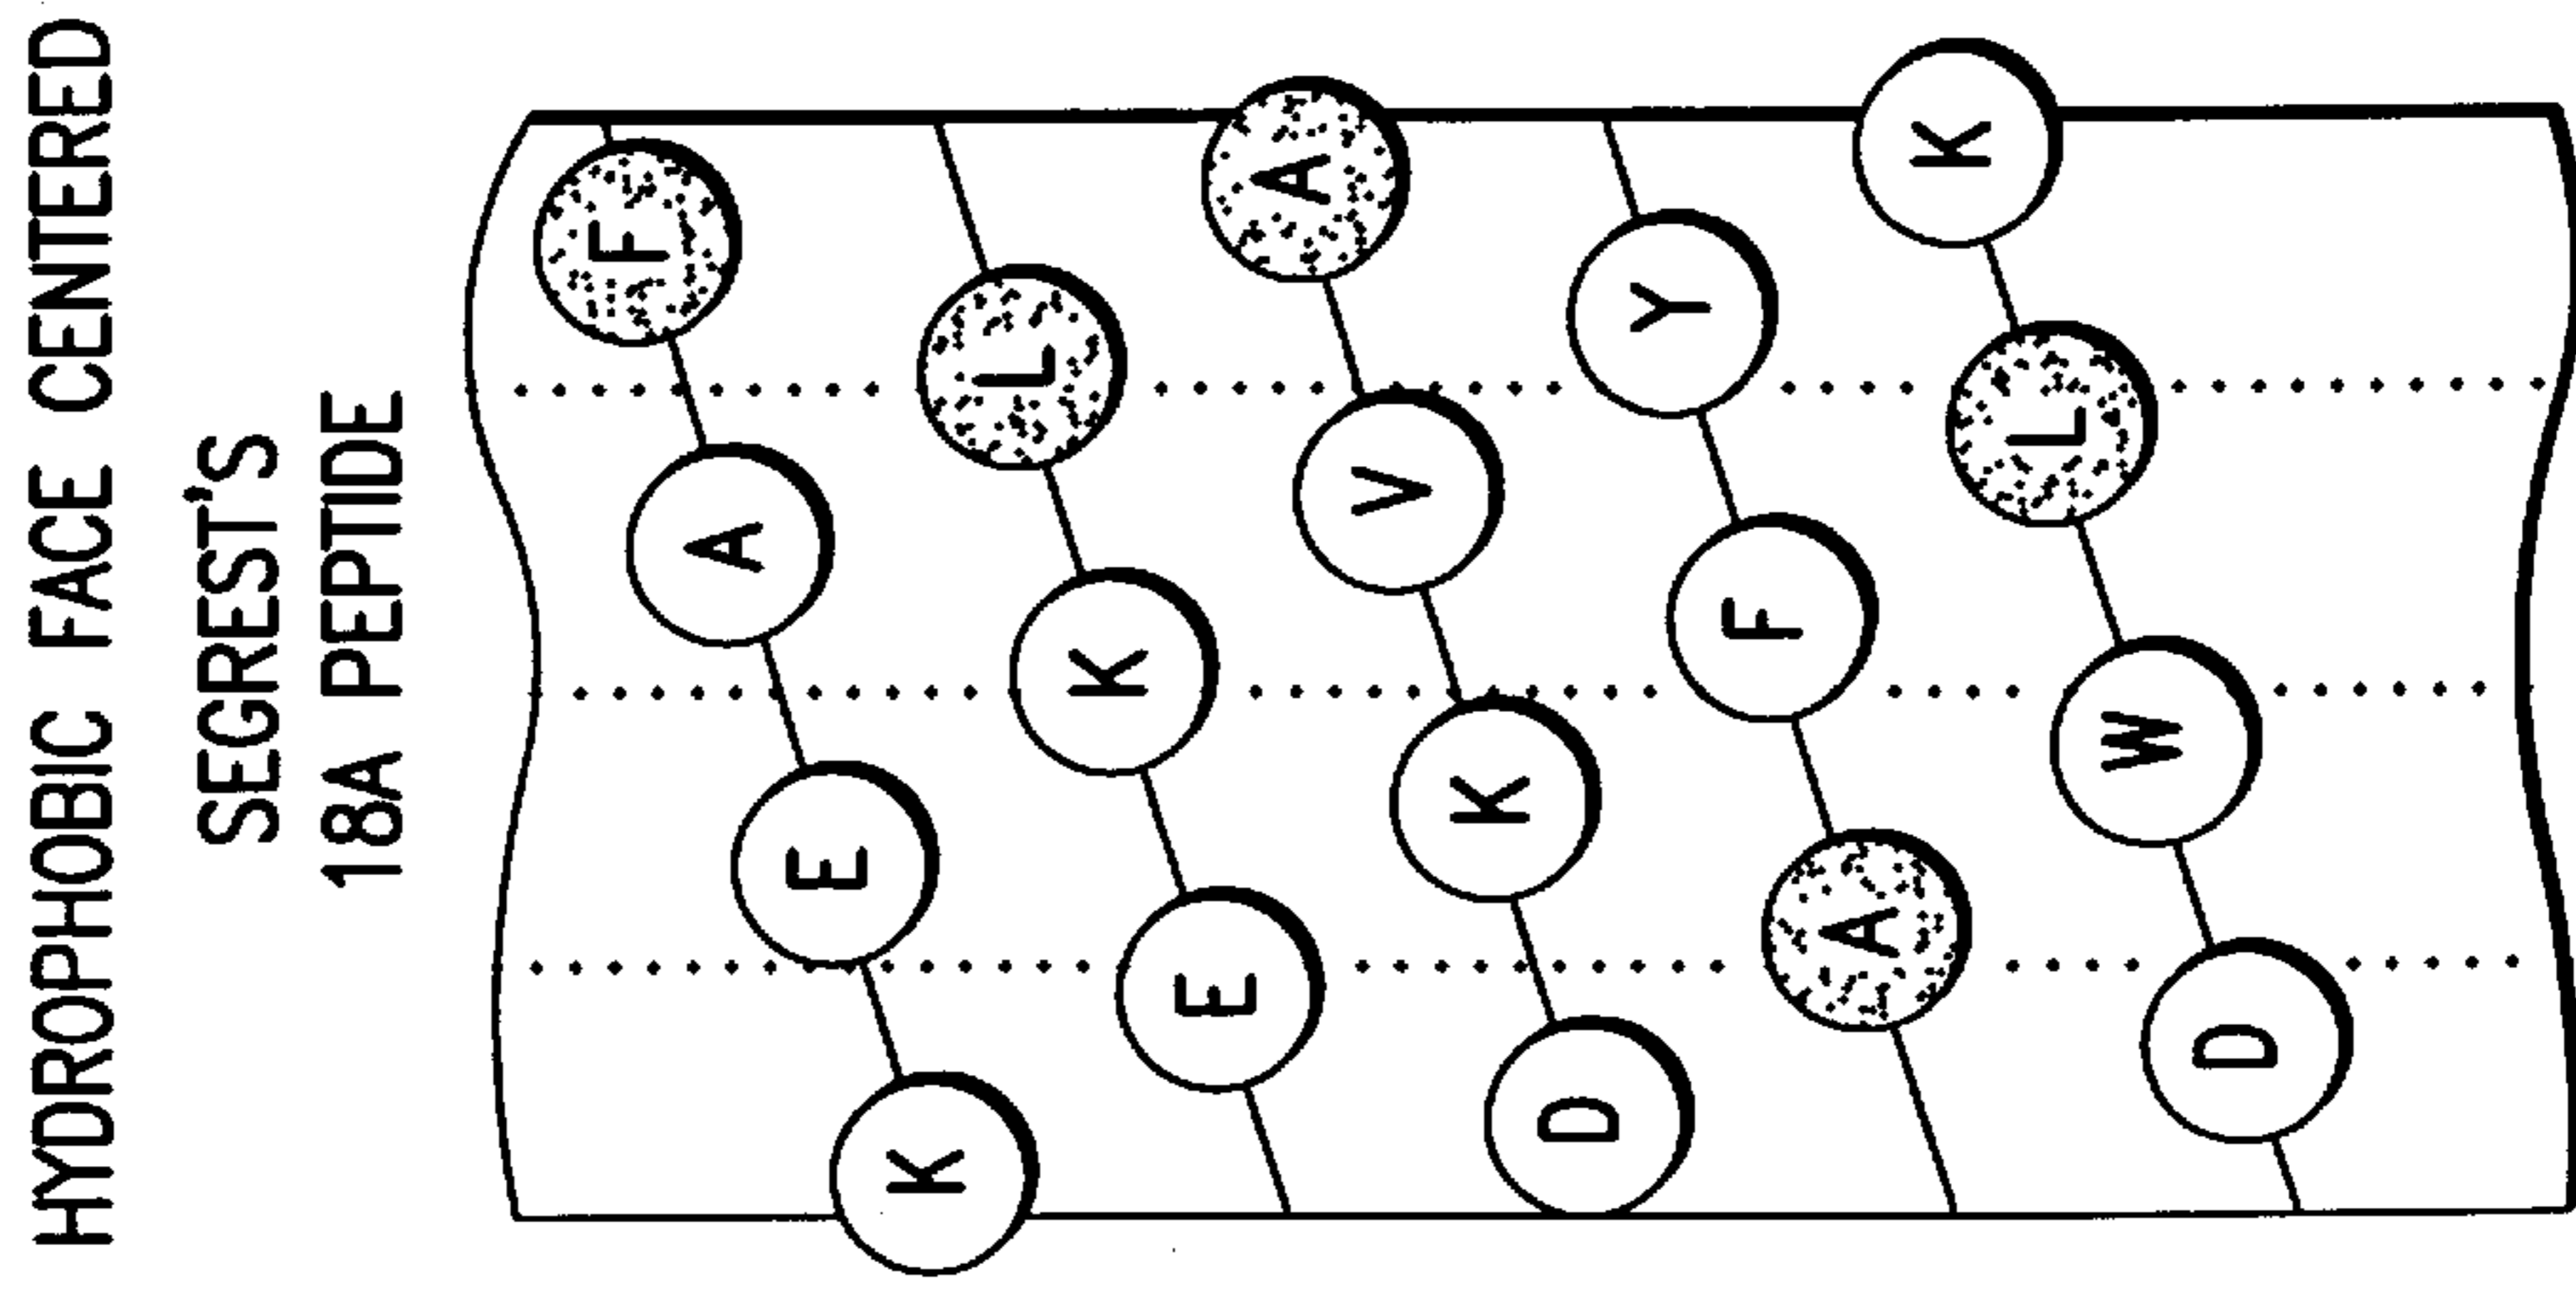 HYDROPHOBIC FACE CENTERED
SEGREST'S
18A PEPTIDE
K E A F
E K L
D K V A
A F Y
D W L K